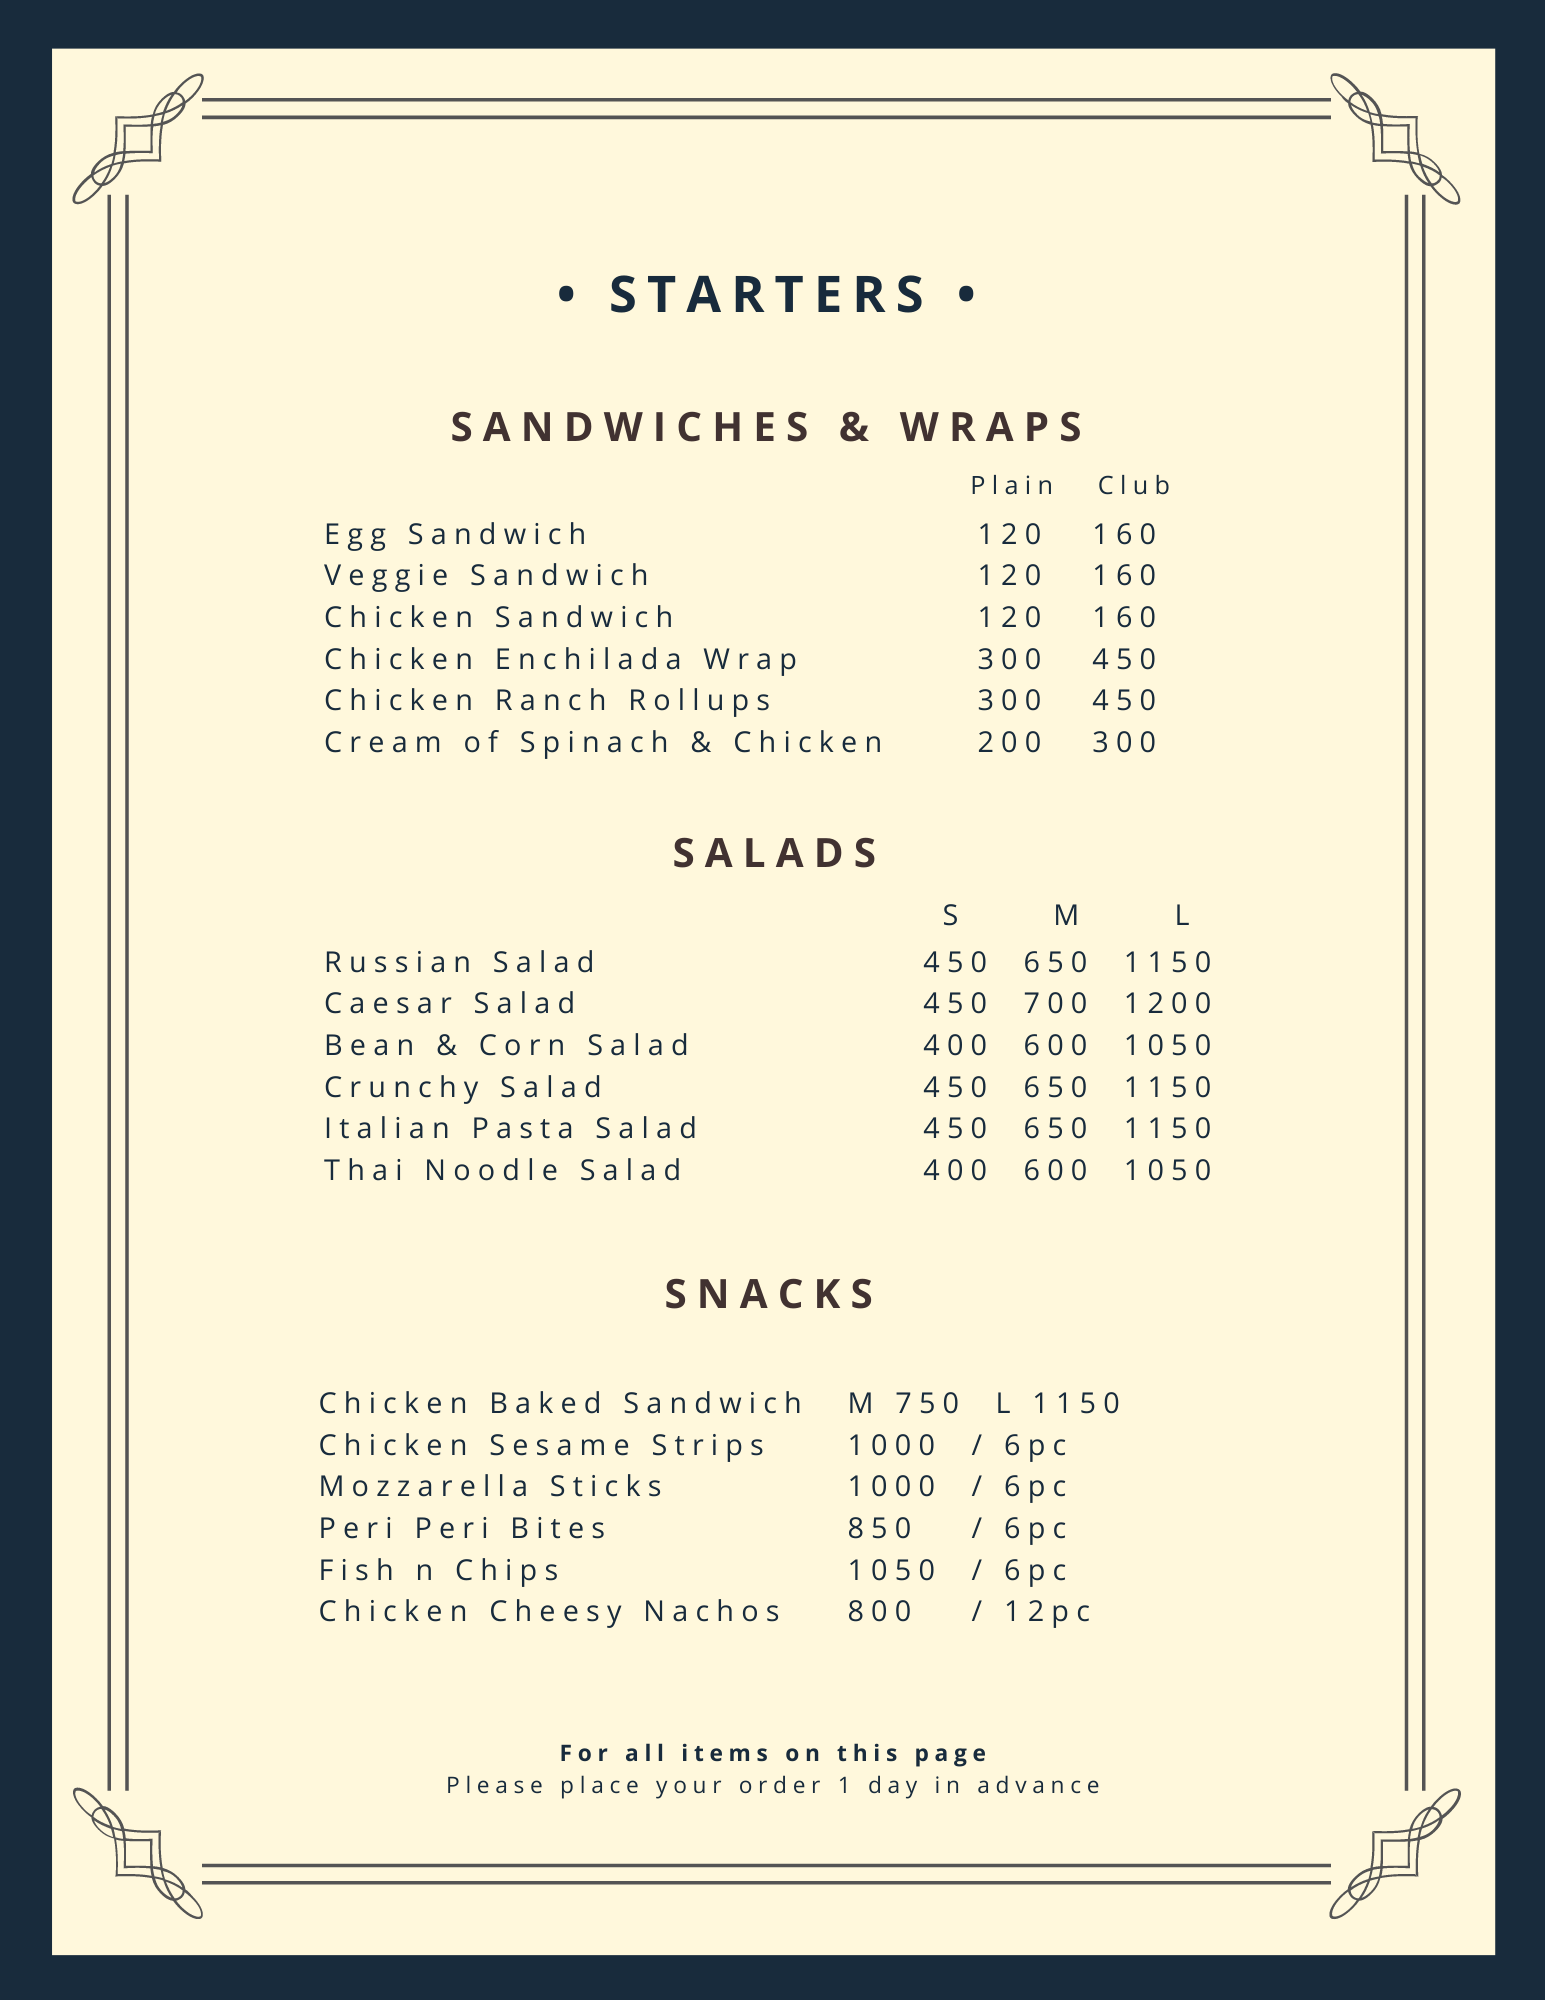 • STARTERS •
SANDWICHES & WRAPS
Plain Club
Egg Sandwich 120 160
Veggie Sandwich 120 160
Chicken Sandwich 120 160
Chicken Enchilada Wrap 300 450
Chicken Ranch Rollups 300 450
Cream of Spinach & Chicken 200 300
SALADS
S M L
Russian Salad 450 650 1150
Caesar Salad 450 700 1200
Bean & Corn Salad 400 600 1050
Crunchy Salad 450 650 1150
Italian Pasta Salad 450 650 1150
Thai Noodle Salad 400 600 1050
SNACKS
Chicken Baked Sandwich M 750 L 1150
Chicken Sesame Strips 1000 / 6pc
Mozzarella Sticks 1000 / 6pc
Peri Peri Bites 850 / 6pc
Fish n Chips 1050 / 6pc
Chicken Cheesy Nachos 800 / 12pc
For all items on this page
Please place your order 1 day in advance